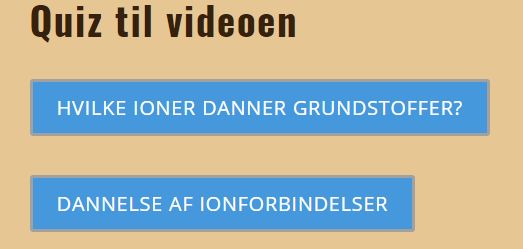 Quiz til videoen
HVILKE IONER DANNER GRUNDSTOFFER?
DANNELSE AF IONFORBINDELSER